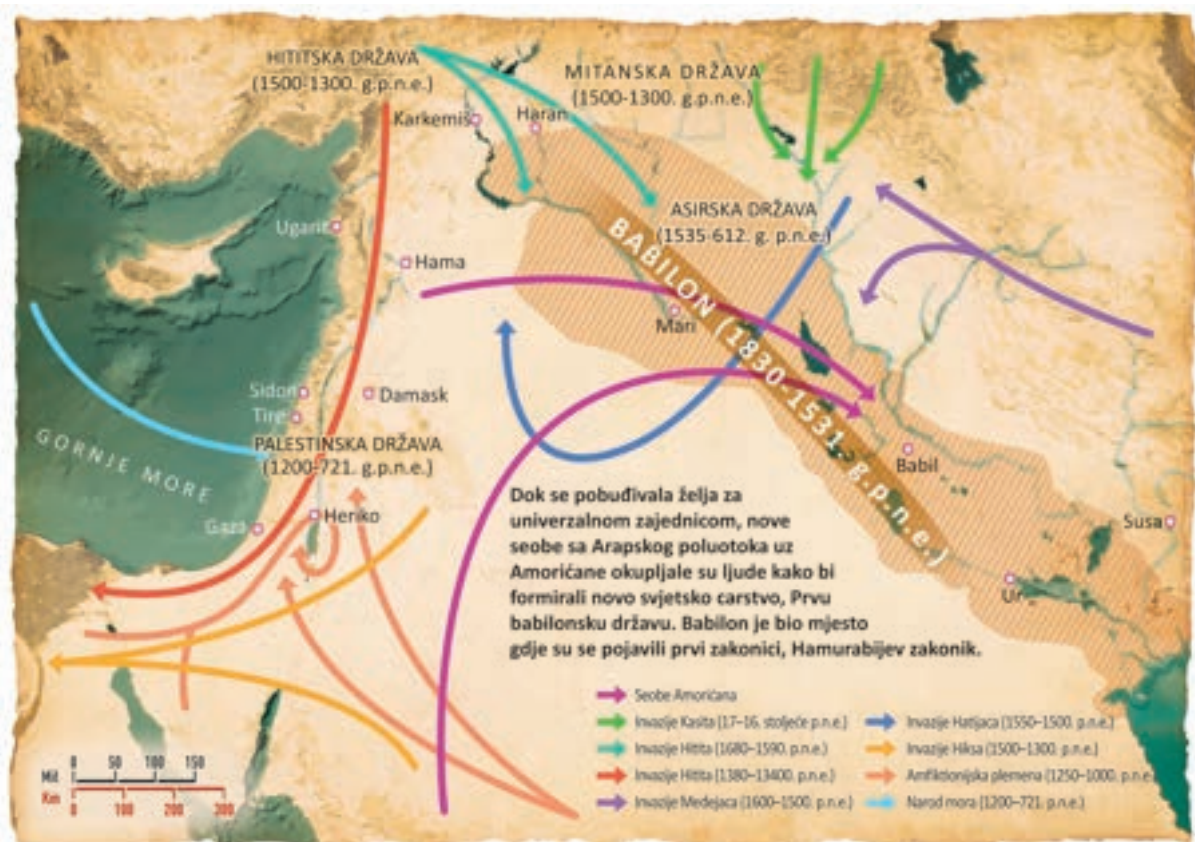 HITITSKA DRŽAVA
(1500-1300. g.p.n.e.)
MITANSKA DRŽAVA
(1500-1300. g.p.n.e.)
Karkemiš
Haran
ASIRSKA DRŽAVA
(1535-612. g. p.n.e.)
Ugarit
Hama
BABILON (1830-1531. g.p.n.e.)
Mari
Sidon
Damask
Tire
GORNJE MORE
PALESTINSKA DRŽAVA
(1200-721. g.p.n.e.)
Babil
Gaza
Heriko
Susa
Ur
Dok se pobuđivala želja za
univerzalnom zajednicom, nove
seobe sa Arapskog poluotoka uz
Amorićane okupljale su ljude kako bi
formirali novo svjetsko carstvo, Prvu
babilonsku državu. Babilon je bio mjesto
gdje su se pojavili prvi zakonici, Hamurabijev zakonik.
Seobe Amorićana
Invazije Kasita (17–16. stoljeće p.n.e.)
Invazije Hitita (1680–1590. p.n.e.)
Invazije Hitita (1380–13400. p.n.e.)
Invazije Medejaca (1600–1500. p.n.e.)
Invazije Hatijaca (1550–1500. p.n.e.)
Invazije Hiksa (1500–1300. p.n.e.)
Amfiktionijska plemena (1250–1000. p.n.e.)
Narod mora (1200–721. p.n.e.)
Mil 0 50 100 150
Km 0 100 200 300